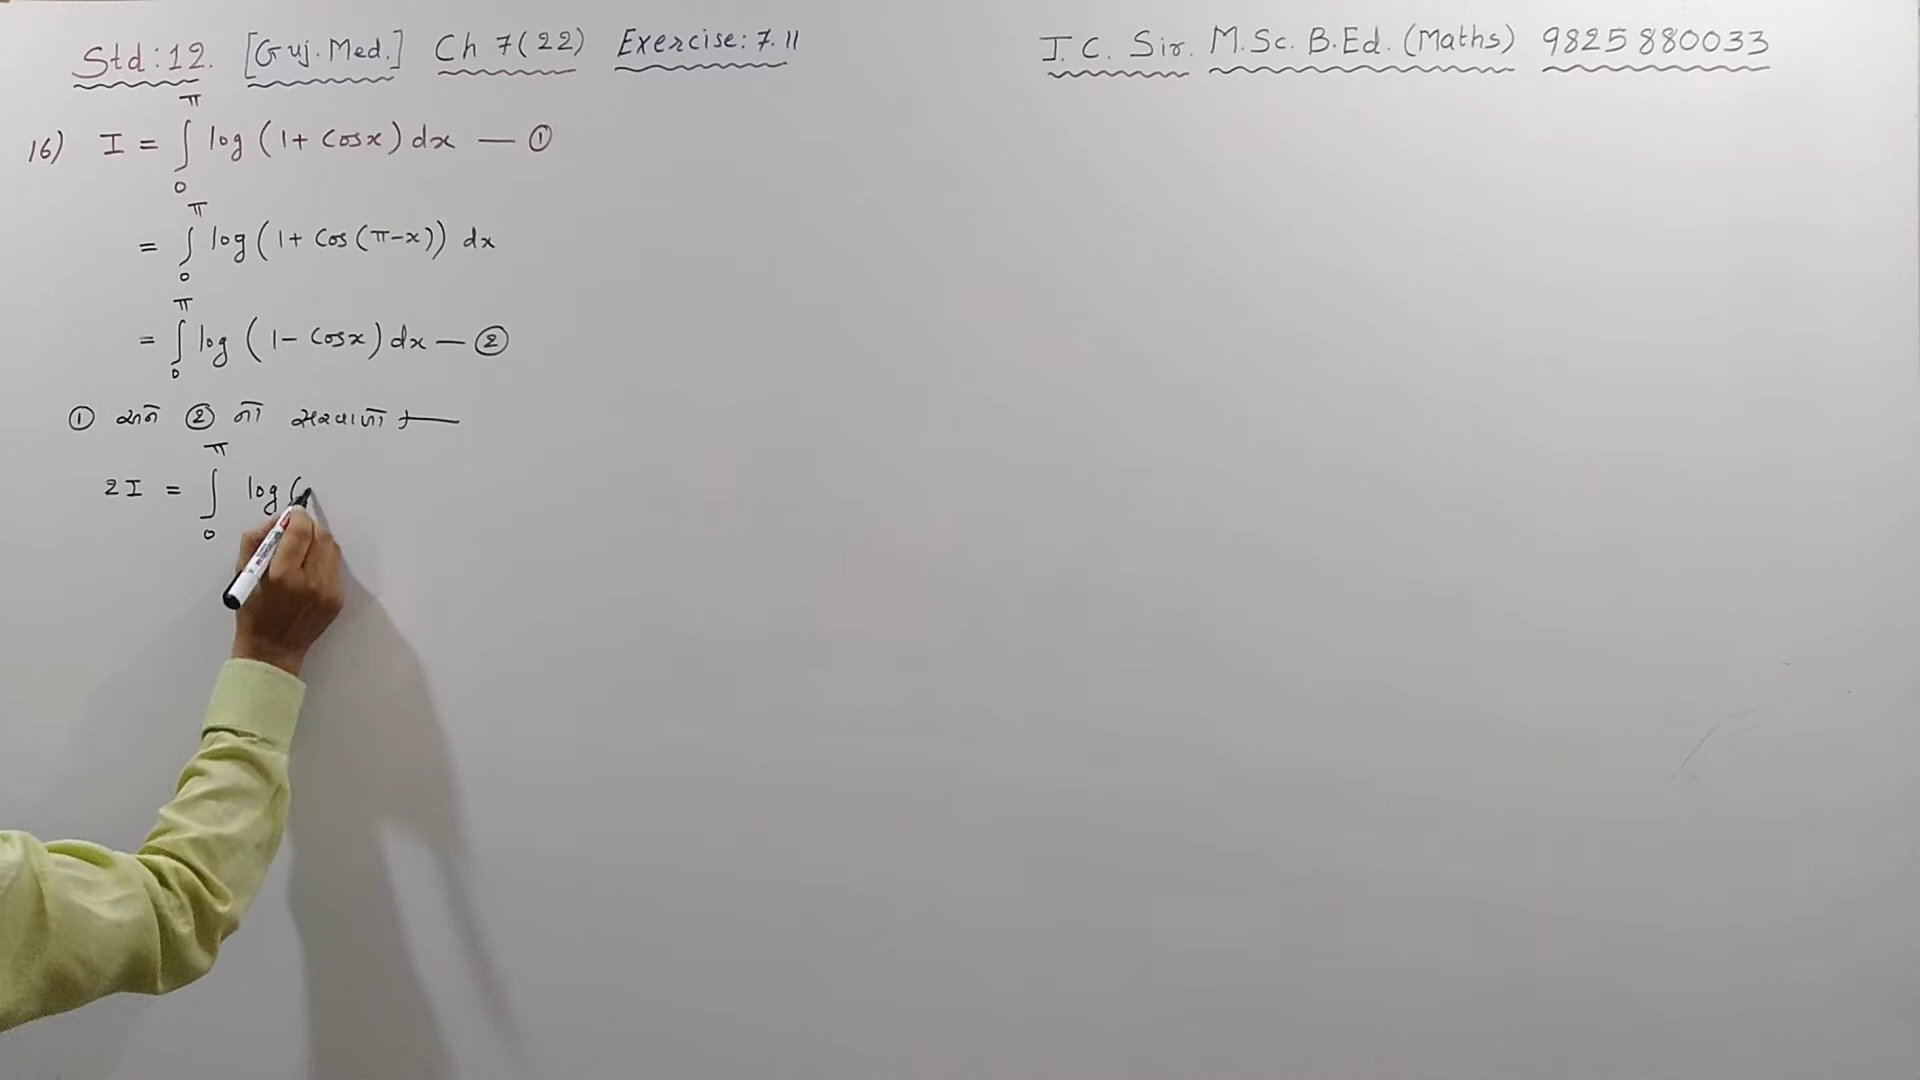 Std:12. [Guj. Med.] Ch 7(22) Exercise: 7.11 I. C. Sir. M.Sc. B.Ed. (Maths) 9825880033
16) I = ∫₀^π log (1+ cosx) dx — ①
= ∫₀^π log (1+ cos (π-x)) dx
= ∫₀^π log (1- cosx) dx — ②
① અને ② નો સરવાળો
2I = ∫₀^π log (